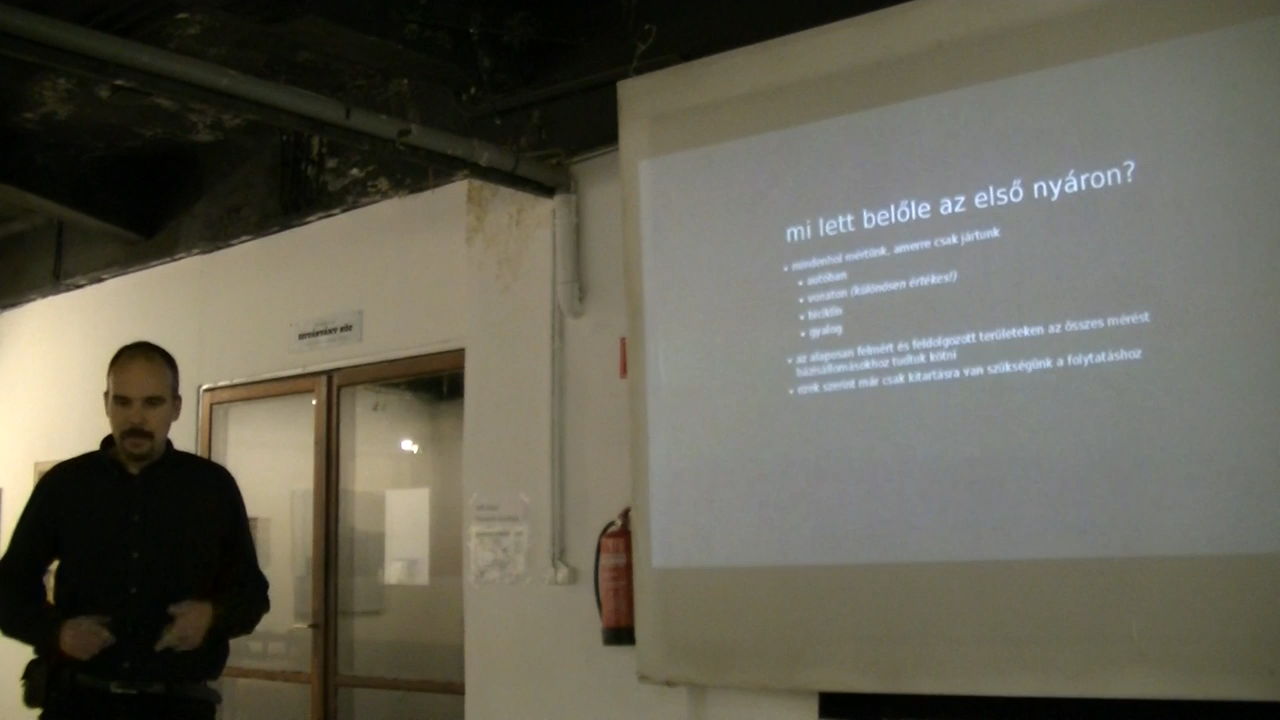 mi lett belőle az első nyáron?
• mindenhol mértünk, amerre csak jártunk
• autóban
• vonaton (különösen értékes!)
• biciklin
• gyalog
• az alaposan felmért és feldolgozott területeken az összes mérést
bázisállomásokhoz tudtuk kötni
• ezek szerint már csak kitartásra van szükségünk a folytatáshoz